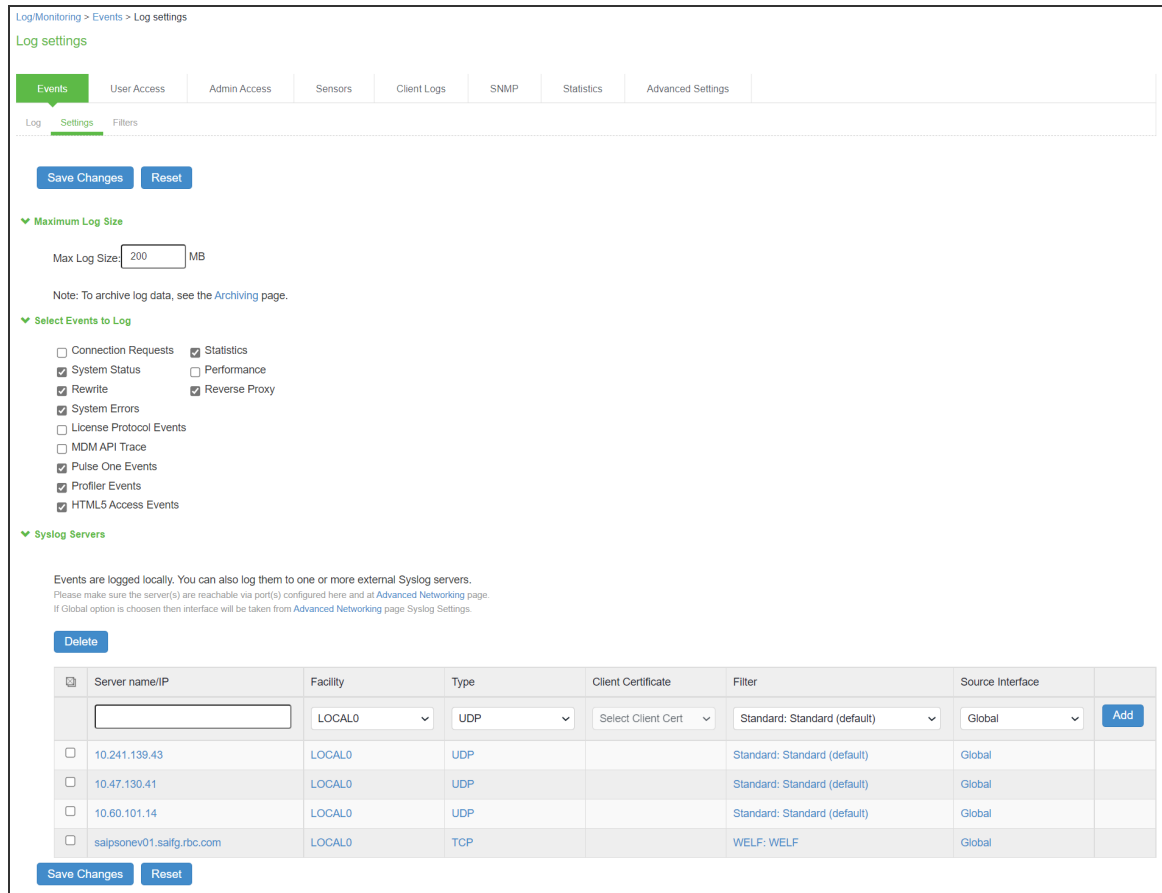 Log/Monitoring > Events > Log settings
Log settings
Events User Access Admin Access Sensors Client Logs SNMP Statistics Advanced Settings
Log Settings Filters
Save Changes Reset
Maximum Log Size
Max Log Size: 200 MB
Note: To archive log data, see the Archiving page.
Select Events to Log
Connection Requests Statistics
System Status Performance
Rewrite Reverse Proxy
System Errors
License Protocol Events
MDM API Trace
Pulse One Events
Profiler Events
HTML5 Access Events
Syslog Servers
Events are logged locally. You can also log them to one or more external Syslog servers.
Please make sure the server(s) are reachable via port(s) configured here and at Advanced Networking page.
If Global option is choosen then interface will be taken from Advanced Networking page Syslog Settings.
Delete
Server name/IP Facility Type Client Certificate Filter Source Interface
LOCAL0 UDP Select Client Cert Standard: Standard (default) Global Add
10.241.139.43 LOCAL0 UDP Standard: Standard (default) Global
10.47.130.41 LOCAL0 UDP Standard: Standard (default) Global
10.60.101.14 LOCAL0 UDP Standard: Standard (default) Global
saipsonev01.saifg.rbc.com LOCAL0 TCP WELF: WELF Global
Save Changes Reset